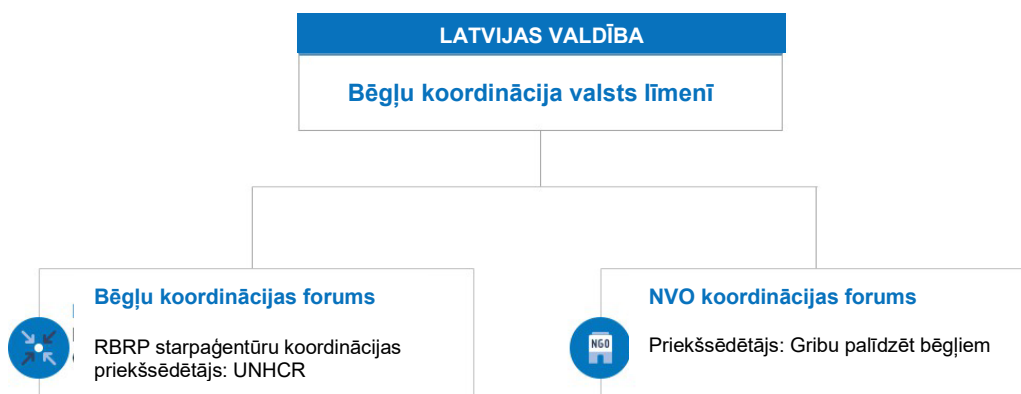 LATVIJAS VALDĪBA
Bēgļu koordinācija valsts līmenī
Bēgļu koordinācijas forums
RBRP starpaģentūru koordinācijas
priekšsēdētājs: UNHCR
NVO koordinācijas forums
NGO
Priekšsēdētājs: Gribu palīdzēt bēgļiem